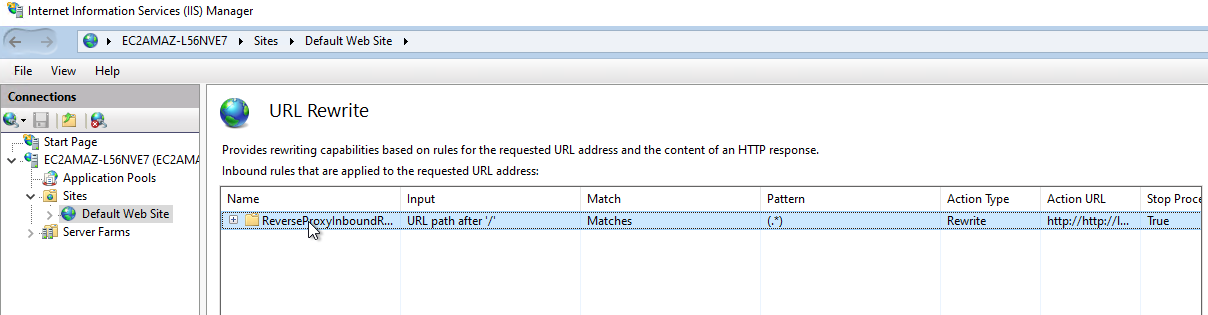 Internet Information Services (IIS) Manager
EC2AMAZ-L56NVE7 Sites Default Web Site
File View Help
Connections
Start Page
EC2AMAZ-L56NVE7 (EC2AMA
Application Pools
Sites
Default Web Site
Server Farms
URL Rewrite
Provides rewriting capabilities based on rules for the requested URL address and the content of an HTTP response.
Inbound rules that are applied to the requested URL address:
Name Input Match Pattern Action Type Action URL Stop Proce
ReverseProxyInboundR... URL path after '/' Matches (.*) Rewrite http://http://l... True